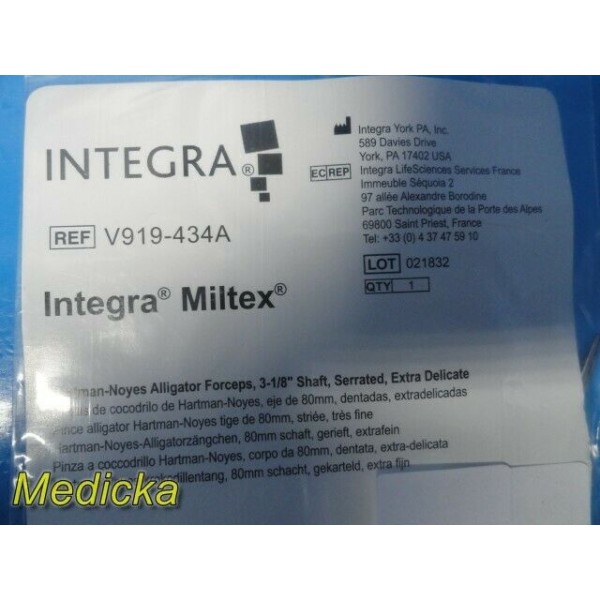 INTEGRA®
Integra York PA, Inc.
589 Davies Drive
York, PA 17402 USA
EC REP Integra LifeSciences Services France
Immeuble Séquoia 2
97 allée Alexandre Borodine
Parc Technologique de la Porte des Alpes
69800 Saint Priest, France
Tel: +33 (0) 4 37 47 59 10
REF V919-434A
LOT 021832
QTY 1
Integra® Miltex®
Alligator Forceps, 3-1/8" Shaft, Serrated, Extra Delicate
de cocodrilo de Hartman-Noyes, eje de 80mm, dentadas, extradelicadas
alligator Hartman-Noyes tige de 80mm, striée, très fine
Hartman-Noyes-Alligatorzängchen, 80mm schaft, gerieft, extrafein
Pinza a coccodrillo Hartman-Noyes, corpo da 80mm, dentata, extra-delicata
80mm schacht, gekarteld, extra fijn
Medicka